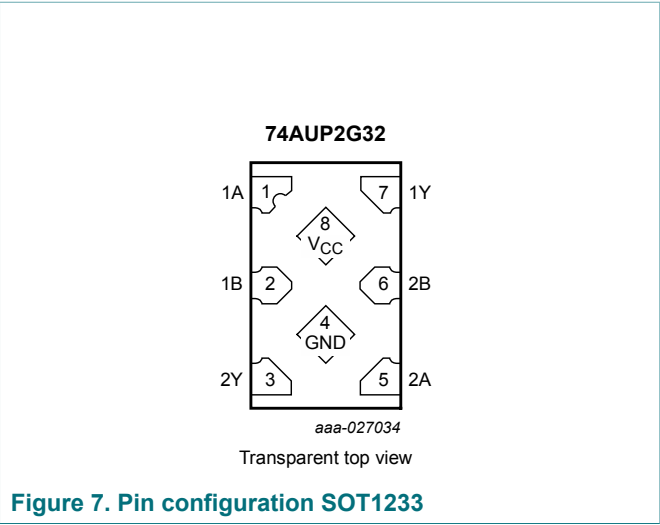 74AUP2G32
1A 1 7 1Y
8
VCC
1B 2 6 2B
4
GND
2Y 3 5 2A
aaa-027034
Transparent top view
Figure 7. Pin configuration SOT1233